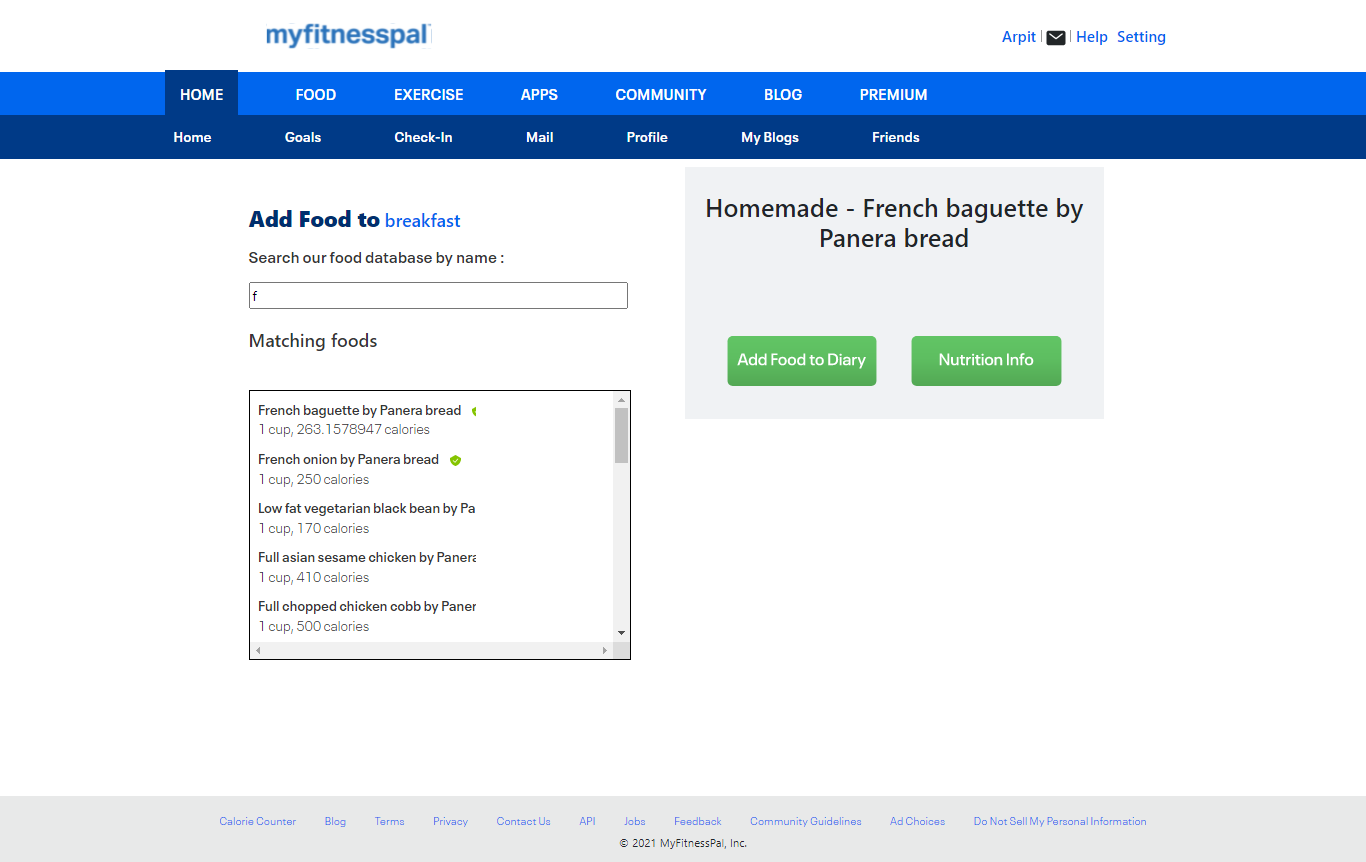 myfitnesspal
Arpit Help Setting
HOME FOOD EXERCISE APPS COMMUNITY BLOG PREMIUM
Home Goals Check-In Mail Profile My Blogs Friends
Add Food to breakfast
Search our food database by name :
f
Matching foods
French baguette by Panera bread
1 cup, 263.1578947 calories
French onion by Panera bread
1 cup, 250 calories
Low fat vegetarian black bean by Pa
1 cup, 170 calories
Full asian sesame chicken by Panera
1 cup, 410 calories
Full chopped chicken cobb by Paner
1 cup, 500 calories
Homemade - French baguette by
Panera bread
Add Food to Diary Nutrition Info
Calorie Counter Blog Terms Privacy Contact Us API Jobs Feedback Community Guidelines Ad Choices Do Not Sell My Personal Information
© 2021 MyFitnessPal, Inc.